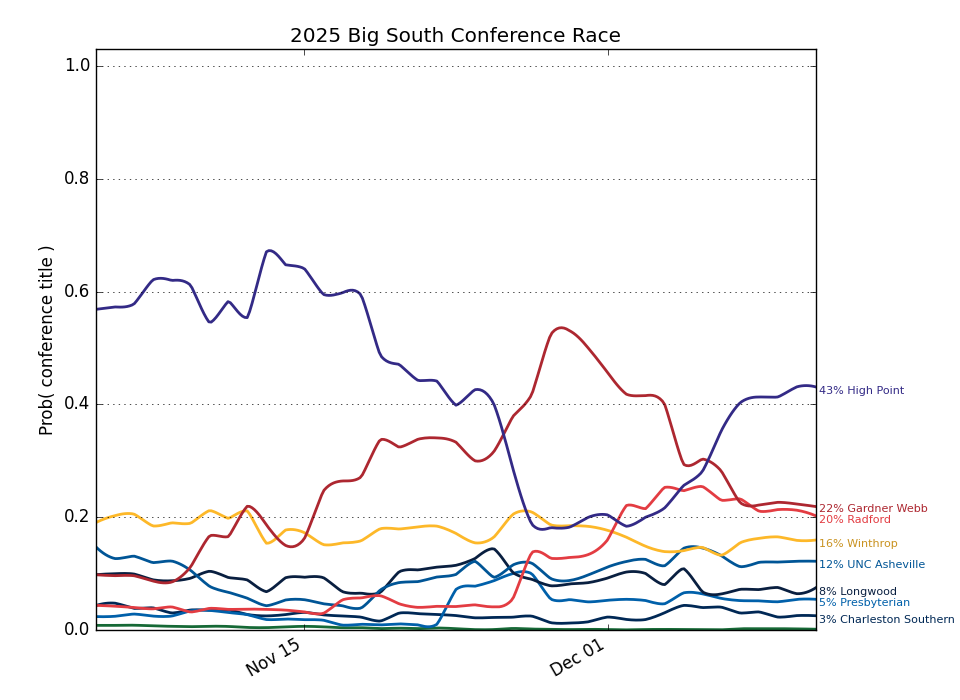 2025 Big South Conference Race
Prob( conference title )
1.0
0.8
0.6
0.4
0.2
0.0
Nov 15
Dec 01
43% High Point
22% Gardner Webb
20% Radford
16% Winthrop
12% UNC Asheville
8% Longwood
5% Presbyterian
3% Charleston Southern